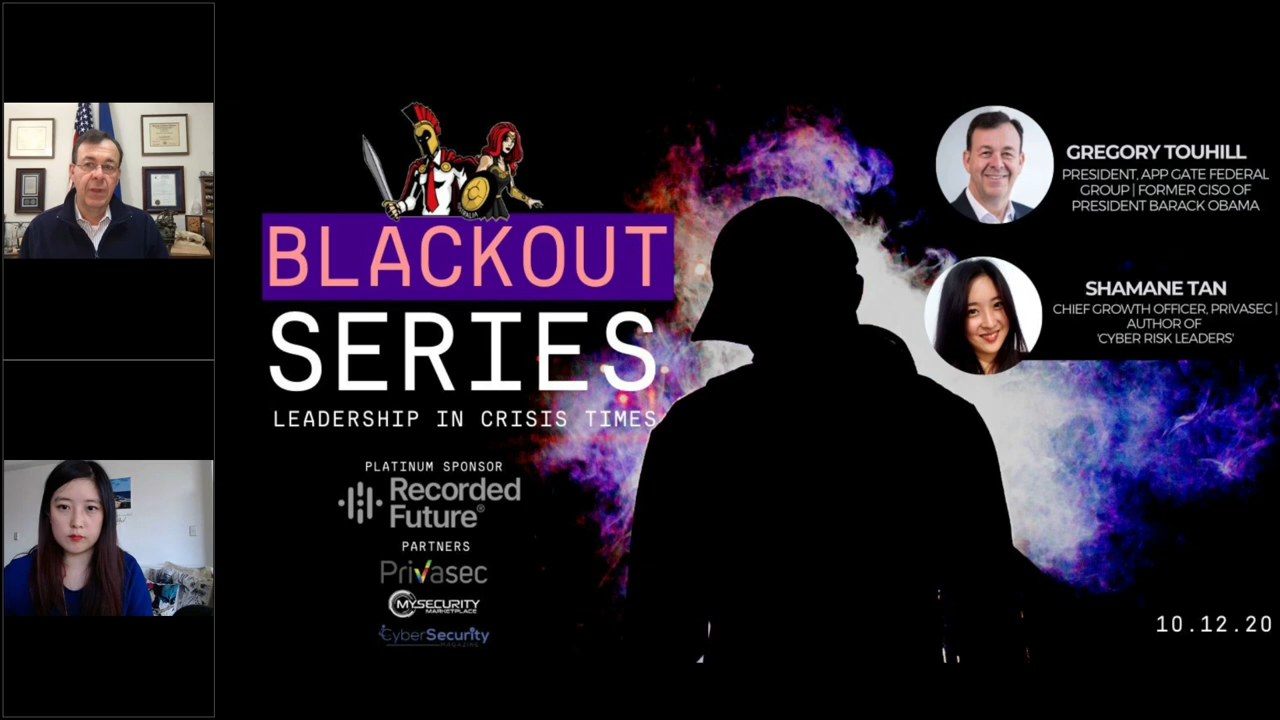 BLACKOUT
SERIES
LEADERSHIP IN CRISIS TIMES
PLATINUM SPONSOR
Recorded
Future®
PARTNERS
Privasec
MYSECURITY
MARKETPLACE
CyberSecurity
MAGAZINE
GREGORY TOUHILL
PRESIDENT, APP GATE FEDERAL
GROUP | FORMER CISO OF
PRESIDENT BARACK OBAMA
SHAMANE TAN
CHIEF GROWTH OFFICER, PRIVASEC |
AUTHOR OF
'CYBER RISK LEADERS'
10.12.20